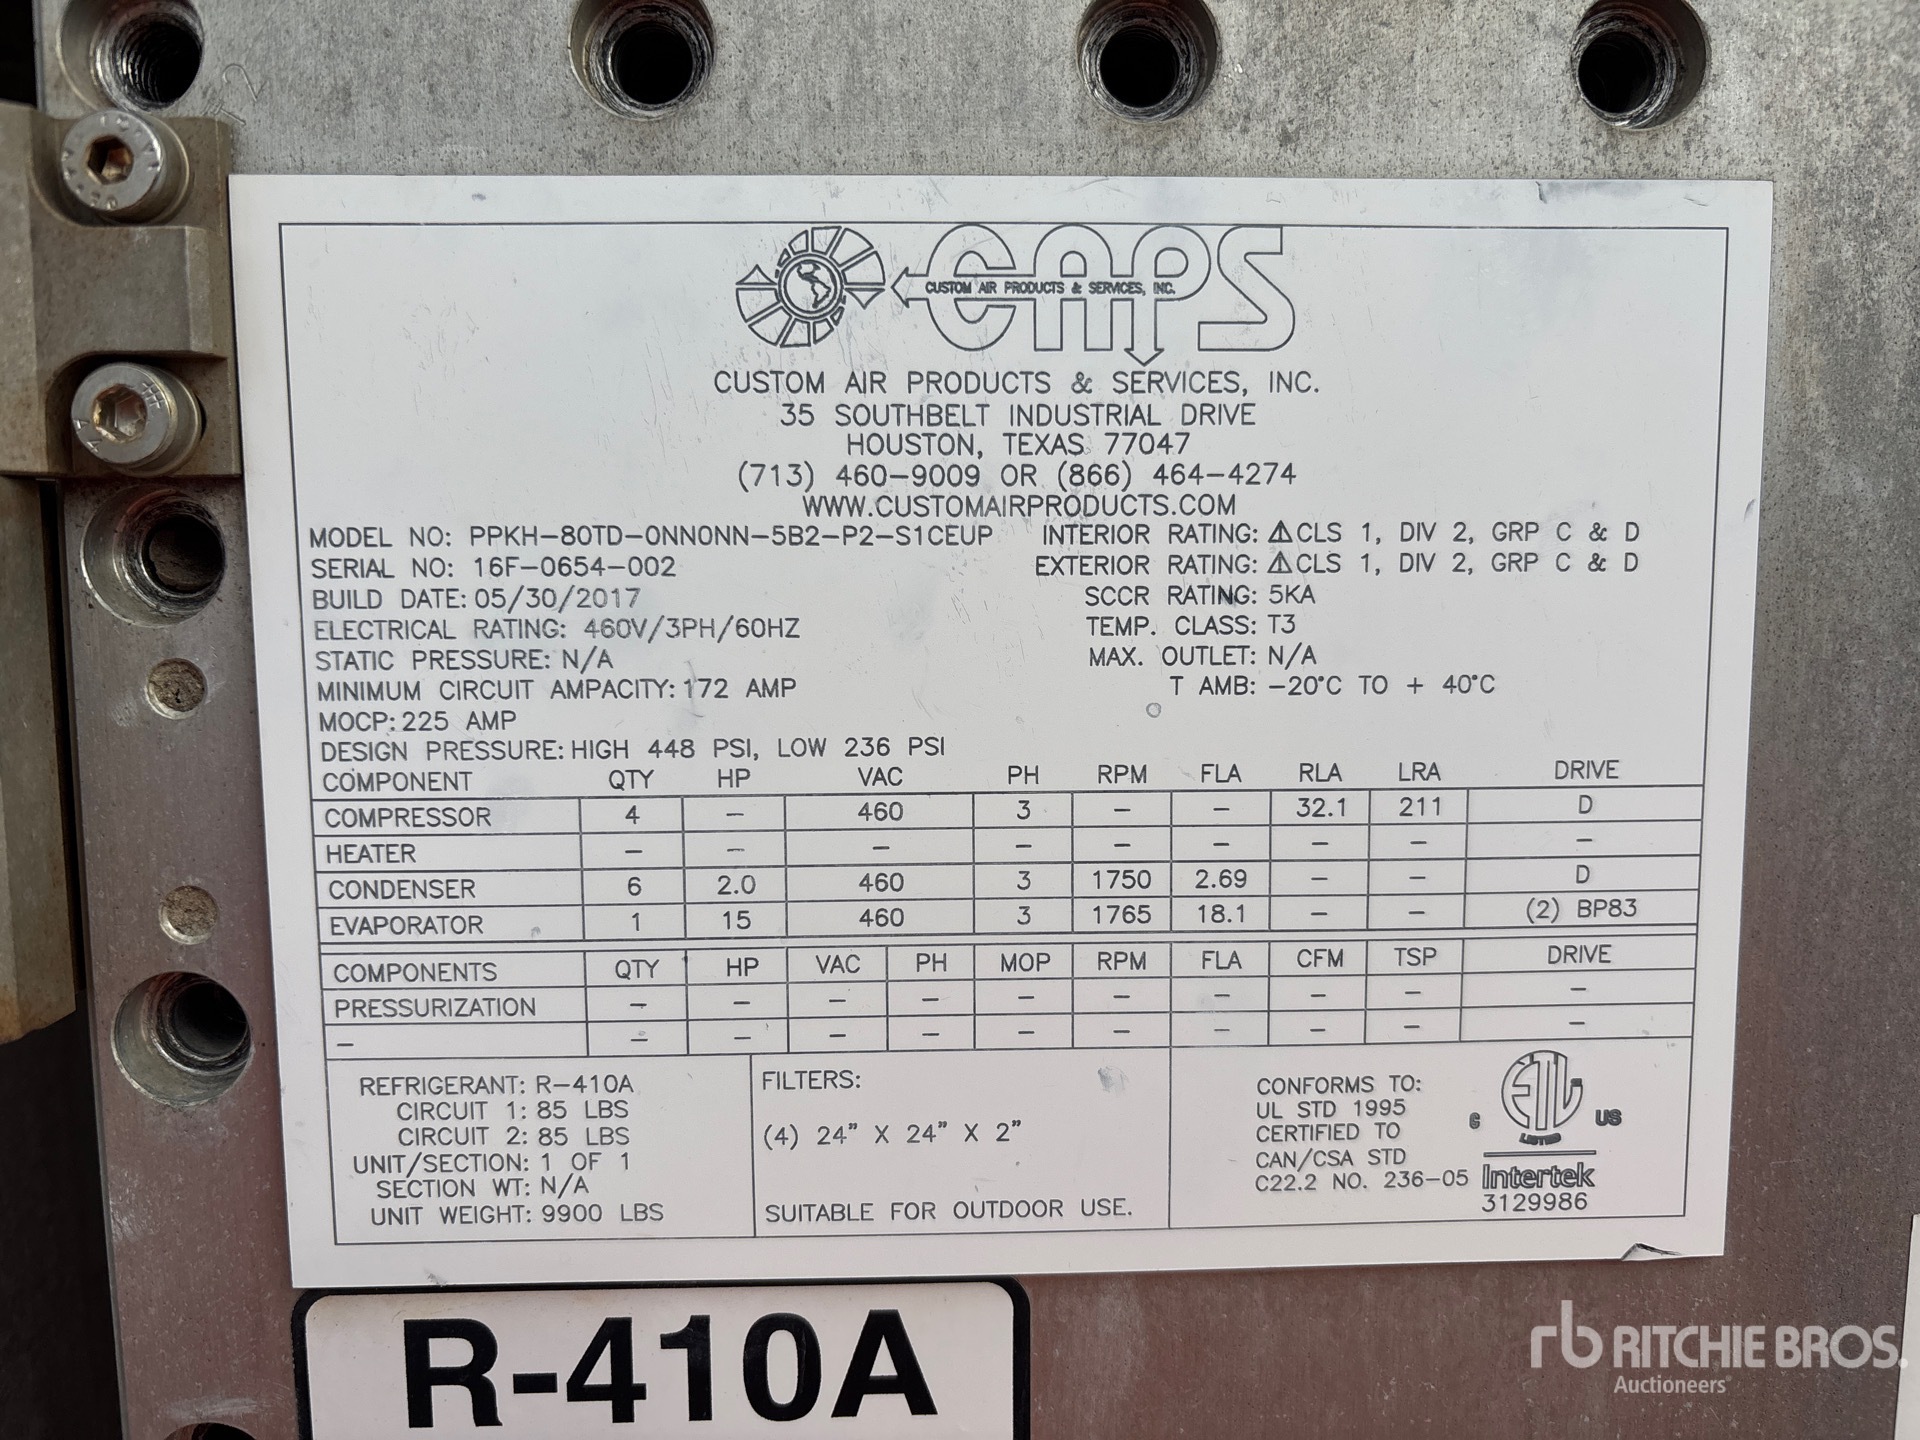 CAPS
CUSTOM AIR PRODUCTS & SERVICES, INC.
CUSTOM AIR PRODUCTS & SERVICES, INC.
35 SOUTHBELT INDUSTRIAL DRIVE
HOUSTON, TEXAS 77047
(713) 460-9009 OR (866) 464-4274
WWW.CUSTOMAIRPRODUCTS.COM
MODEL NO: PPKH-80TD-0NN0NN-5B2-P2-S1CEUP INTERIOR RATING: ⚠CLS 1, DIV 2, GRP C & D
SERIAL NO: 16F-0654-002 EXTERIOR RATING: ⚠CLS 1, DIV 2, GRP C & D
BUILD DATE: 05/30/2017 SCCR RATING: 5KA
ELECTRICAL RATING: 460V/3PH/60HZ TEMP. CLASS: T3
STATIC PRESSURE: N/A MAX. OUTLET: N/A
MINIMUM CIRCUIT AMPACITY: 172 AMP T AMB: -20°C TO + 40°C
MOCP: 225 AMP
DESIGN PRESSURE: HIGH 448 PSI, LOW 236 PSI
COMPONENT QTY HP VAC PH RPM FLA RLA LRA DRIVE
COMPRESSOR 4 - 460 3 - - 32.1 211 D
HEATER - - - - - - - - -
CONDENSER 6 2.0 460 3 1750 2.69 - - D
EVAPORATOR 1 15 460 3 1765 18.1 - - (2) BP83
COMPONENTS QTY HP VAC PH MOP RPM FLA CFM TSP DRIVE
PRESSURIZATION - - - - - - - - - -
- - - - - - - - - - -
REFRIGERANT: R-410A
CIRCUIT 1: 85 LBS
CIRCUIT 2: 85 LBS
UNIT/SECTION: 1 OF 1
SECTION WT: N/A
UNIT WEIGHT: 9900 LBS
FILTERS:
(4) 24" X 24" X 2"
SUITABLE FOR OUTDOOR USE.
CONFORMS TO:
UL STD 1995
CERTIFIED TO
CAN/CSA STD
C22.2 NO. 236-05
C ETL US
LISTED
Intertek
3129986
R-410A
rb RITCHIE BROS.
Auctioneers